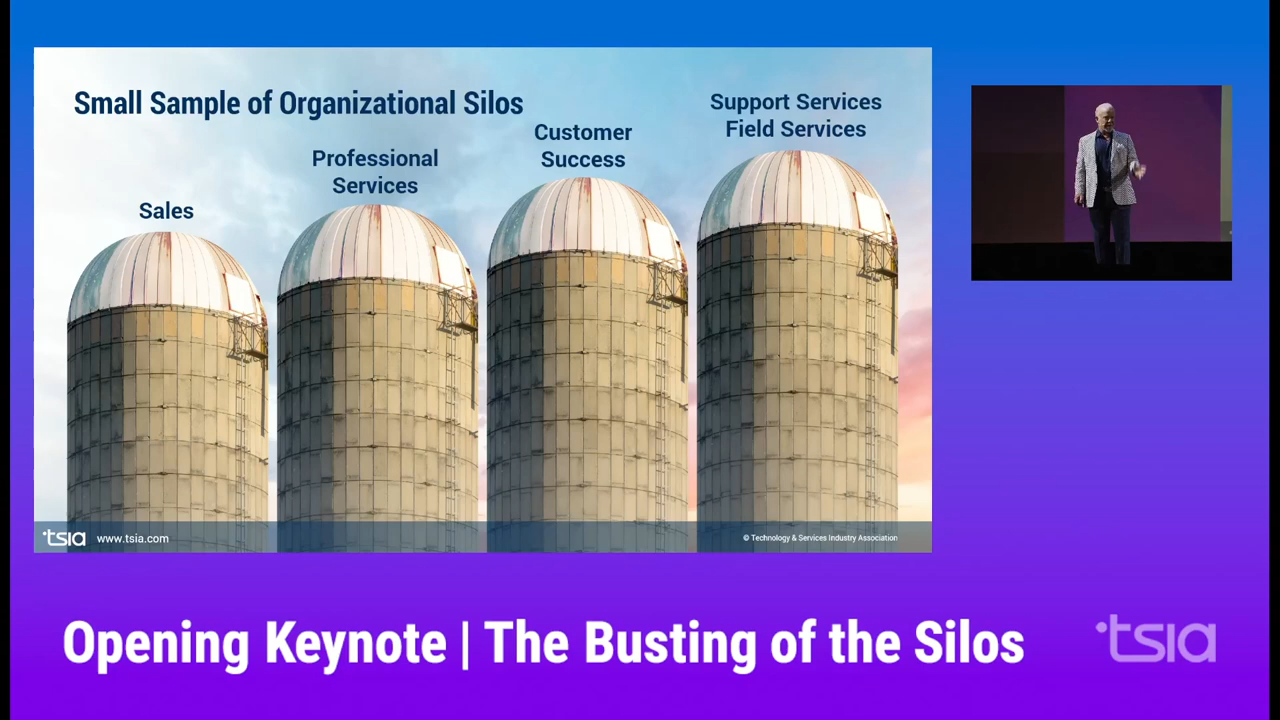 Small Sample of Organizational Silos
Sales
Professional
Services
Customer
Success
Support Services
Field Services
tsia www.tsia.com
© Technology & Services Industry Association
Opening Keynote | The Busting of the Silos
tsia